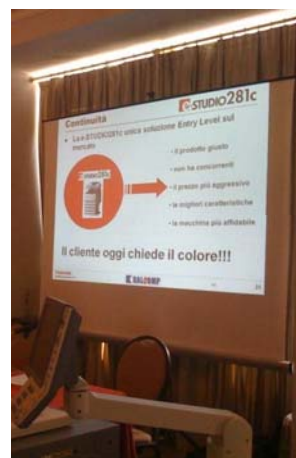 Continuità
e-STUDIO281c
• La e-STUDIO281c unica soluzione Entry Level sul
mercato
• il prodotto giusto
• non ha concorrenti
• il prezzo più aggressivo
• le migliori caratteristiche
• la macchina più affidabile
Il cliente oggi chiede il colore!!!